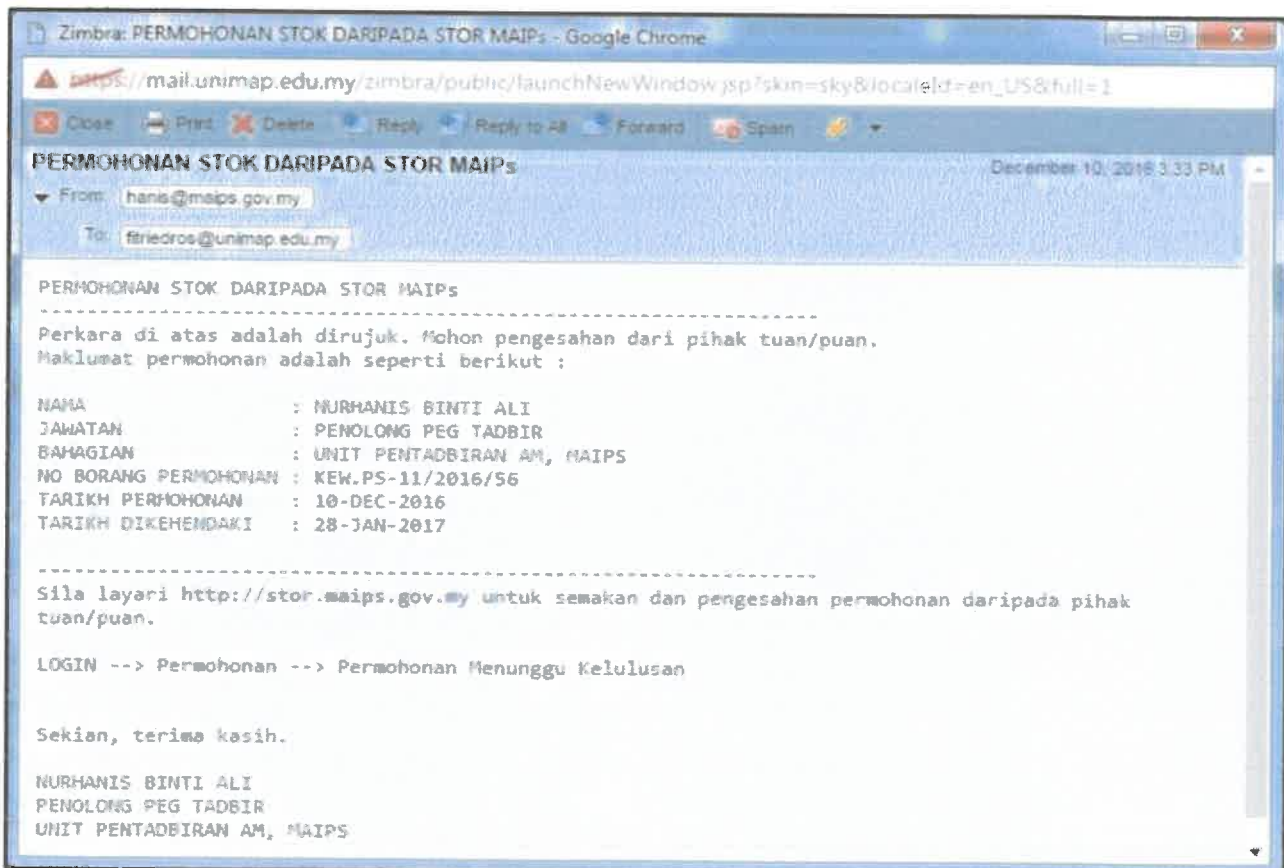 Zimbra: PERMOHONAN STOK DARIPADA STOR MAIPs - Google Chrome
https://mail.unimap.edu.my/zimbra/public/launchNewWindow.jsp?skin=sky&localeId=en_US&full=1
Close Print Delete Reply Reply to All Forward Spam
PERMOHONAN STOK DARIPADA STOR MAIPs December 10, 2016 3:33 PM
From: hanis@maips.gov.my
To: fitriedros@unimap.edu.my
PERMOHONAN STOK DARIPADA STOR MAIPs
--------------------------------------------------------------------
Perkara di atas adalah dirujuk. Mohon pengesahan dari pihak tuan/puan.
Maklumat permohonan adalah seperti berikut :
NAMA : NURHANIS BINTI ALI
JAWATAN : PENOLONG PEG TADBIR
BAHAGIAN : UNIT PENTADBIRAN AM, MAIPS
NO BORANG PERMOHONAN : KEW.PS-11/2016/56
TARIKH PERMOHONAN : 10-DEC-2016
TARIKH DIKEHENDAKI : 28-JAN-2017
--------------------------------------------------------------------
Sila layari http://stor.maips.gov.my untuk semakan dan pengesahan permohonan daripada pihak
tuan/puan.
LOGIN --> Permohonan --> Permohonan Menunggu Kelulusan
Sekian, terima kasih.
NURHANIS BINTI ALI
PENOLONG PEG TADBIR
UNIT PENTADBIRAN AM, MAIPS